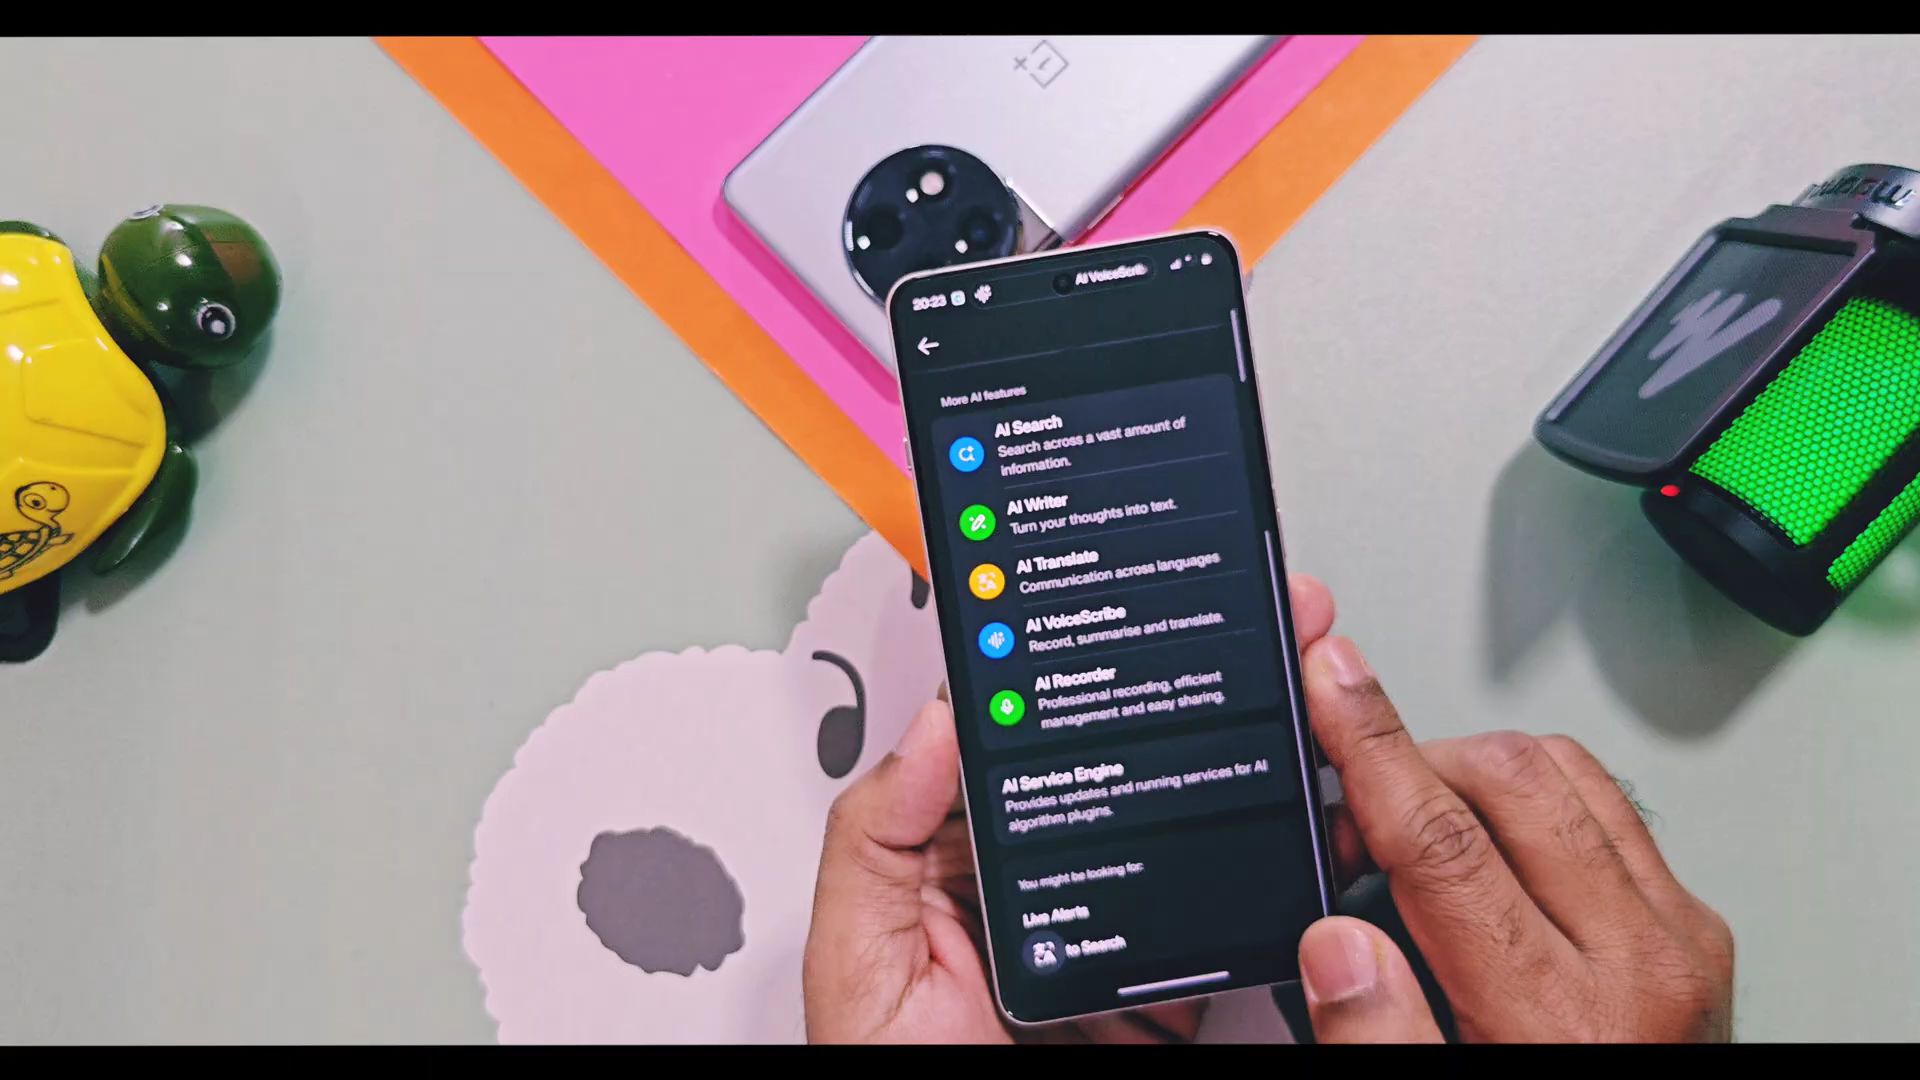 20:23
AI VoiceScrib
More AI features
AI Search
Search across a vast amount of
information.
AI Writer
Turn your thoughts into text.
AI Translate
Communication across languages
AI VoiceScribe
Record, summarise and translate.
AI Recorder
Professional recording, efficient
management and easy sharing.
AI Service Engine
Provides updates and running services for AI
algorithm plugins.
You might be looking for:
Live Alerts
to Search